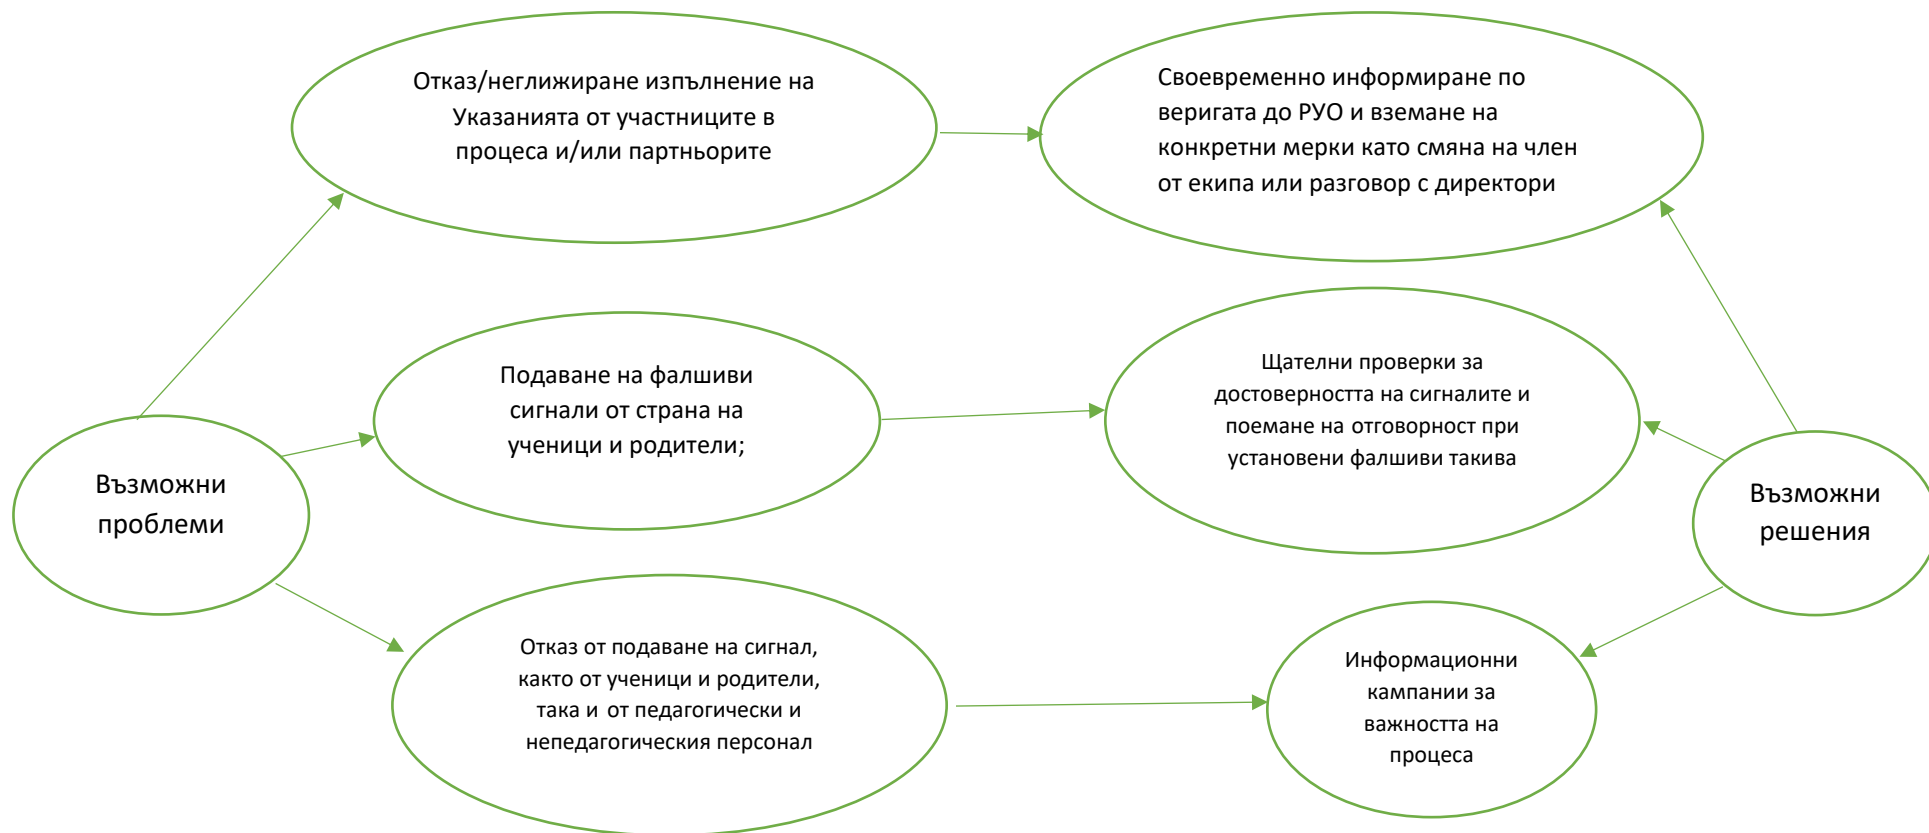 Отказ/неглижиране изпълнение на
Указанията от участниците в
процеса и/или партньорите
Своевременно информиране по
веригата до РУО и вземане на
конкретни мерки като смяна на член
от екипа или разговор с директори
Подаване на фалшиви
сигнали от страна на
ученици и родители;
Щателни проверки за
достоверността на сигналите и
поемане на отговорност при
установени фалшиви такива
Възможни
проблеми
Възможни
решения
Отказ от подаване на сигнал,
както от ученици и родители,
така и от педагогически и
непедагогическия персонал
Информационни
кампании за
важността на
процеса